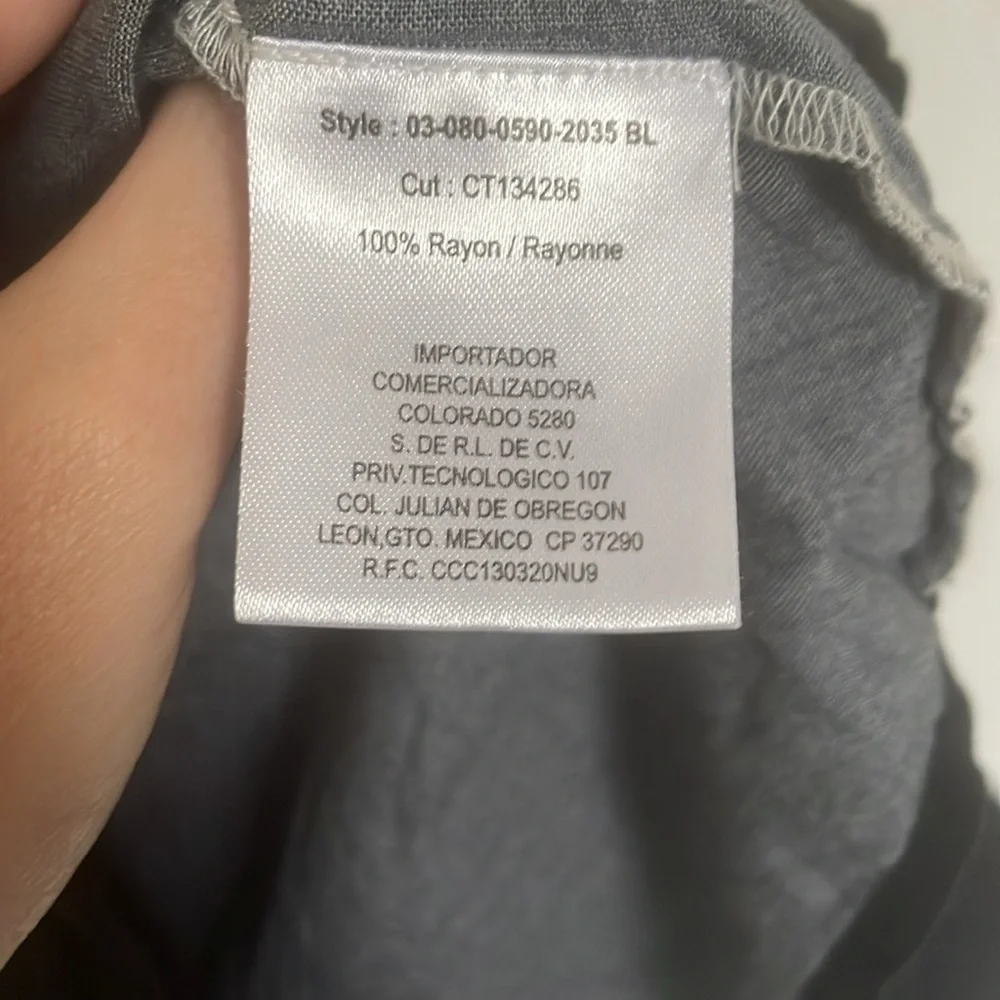 Style : 03-080-0590-2035 BL
Cut : CT134286
100% Rayon / Rayonne
IMPORTADOR
COMERCIALIZADORA
COLORADO 5280
S. DE R.L. DE C.V.
PRIV.TECNOLOGICO 107
COL. JULIAN DE OBREGON
LEON,GTO. MEXICO CP 37290
R.F.C. CCC130320NU9